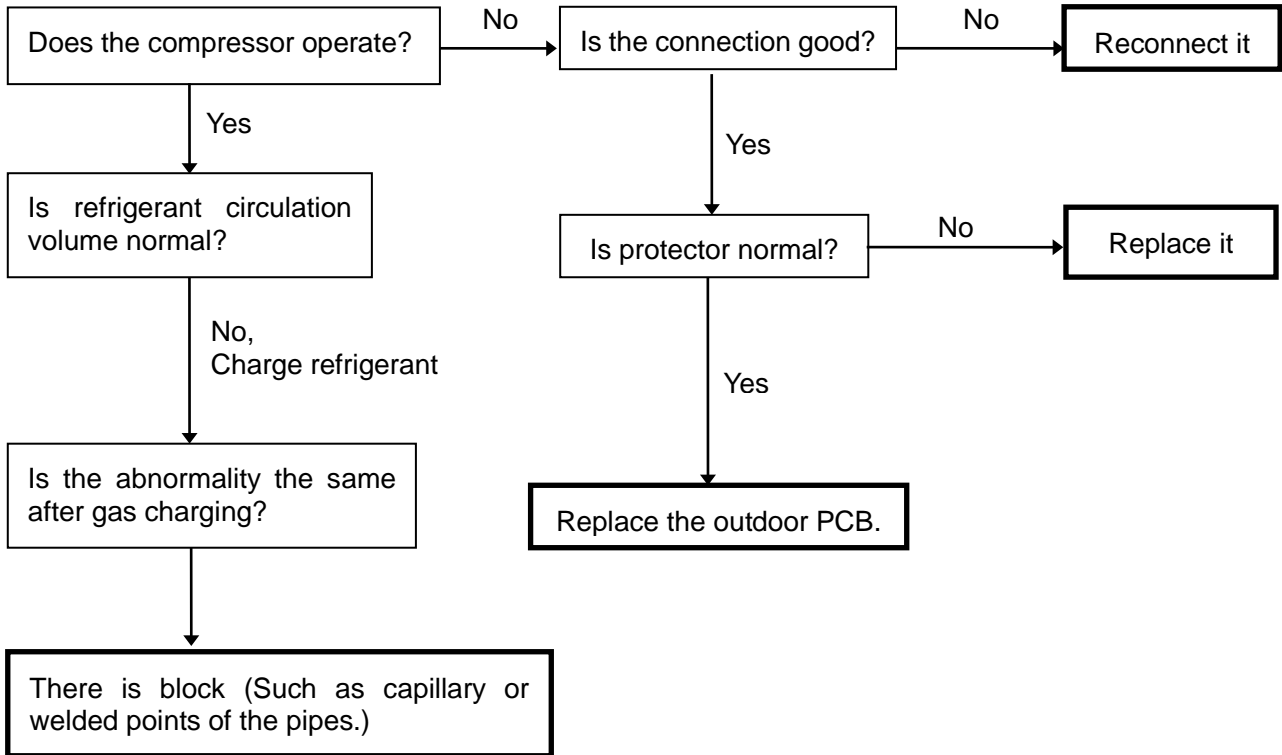 Does the compressor operate?
No
Is the connection good?
No
Reconnect it
Yes
Yes
Is refrigerant circulation
volume normal?
Is protector normal?
No
Replace it
No,
Charge refrigerant
Yes
Is the abnormality the same
after gas charging?
Replace the outdoor PCB.
There is block (Such as capillary or
welded points of the pipes.)